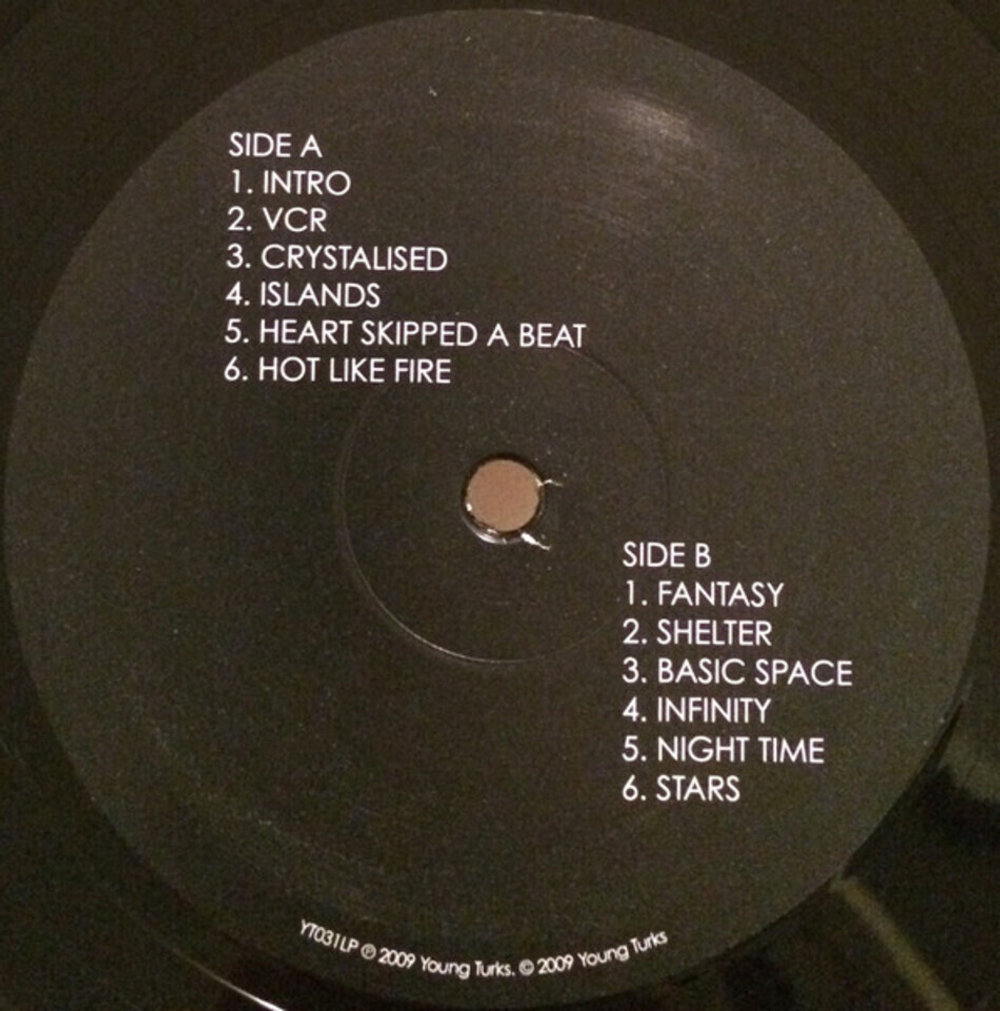 SIDE A
1. INTRO
2. VCR
3. CRYSTALISED
4. ISLANDS
5. HEART SKIPPED A BEAT
6. HOT LIKE FIRE
SIDE B
1. FANTASY
2. SHELTER
3. BASIC SPACE
4. INFINITY
5. NIGHT TIME
6. STARS
YT031LP ℗ 2009 Young Turks. © 2009 Young Turks